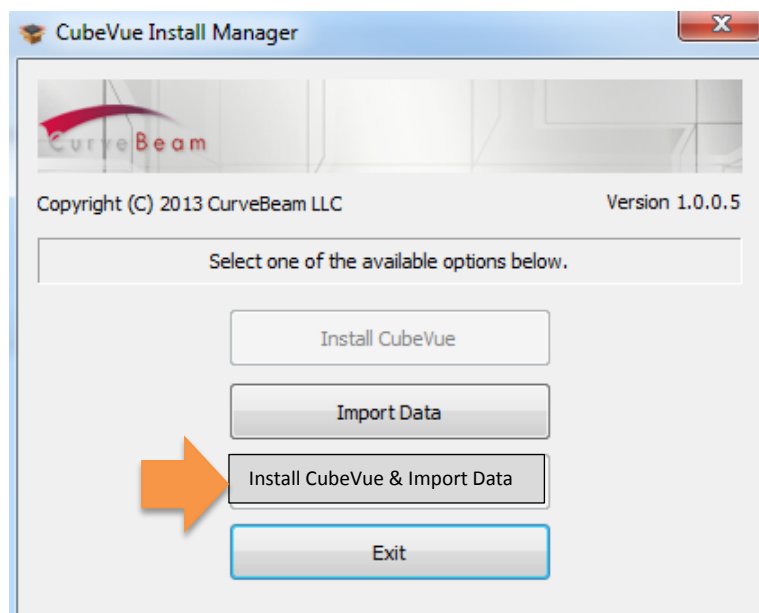 CubeVue Install Manager
CurveBeam
Copyright (C) 2013 CurveBeam LLC Version 1.0.0.5
Select one of the available options below.
Install CubeVue
Import Data
Install CubeVue & Import Data
Exit